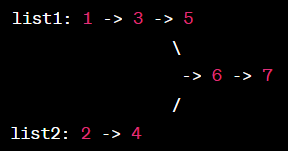 list1: 1 -> 3 -> 5
\
-> 6 -> 7
/
list2: 2 -> 4